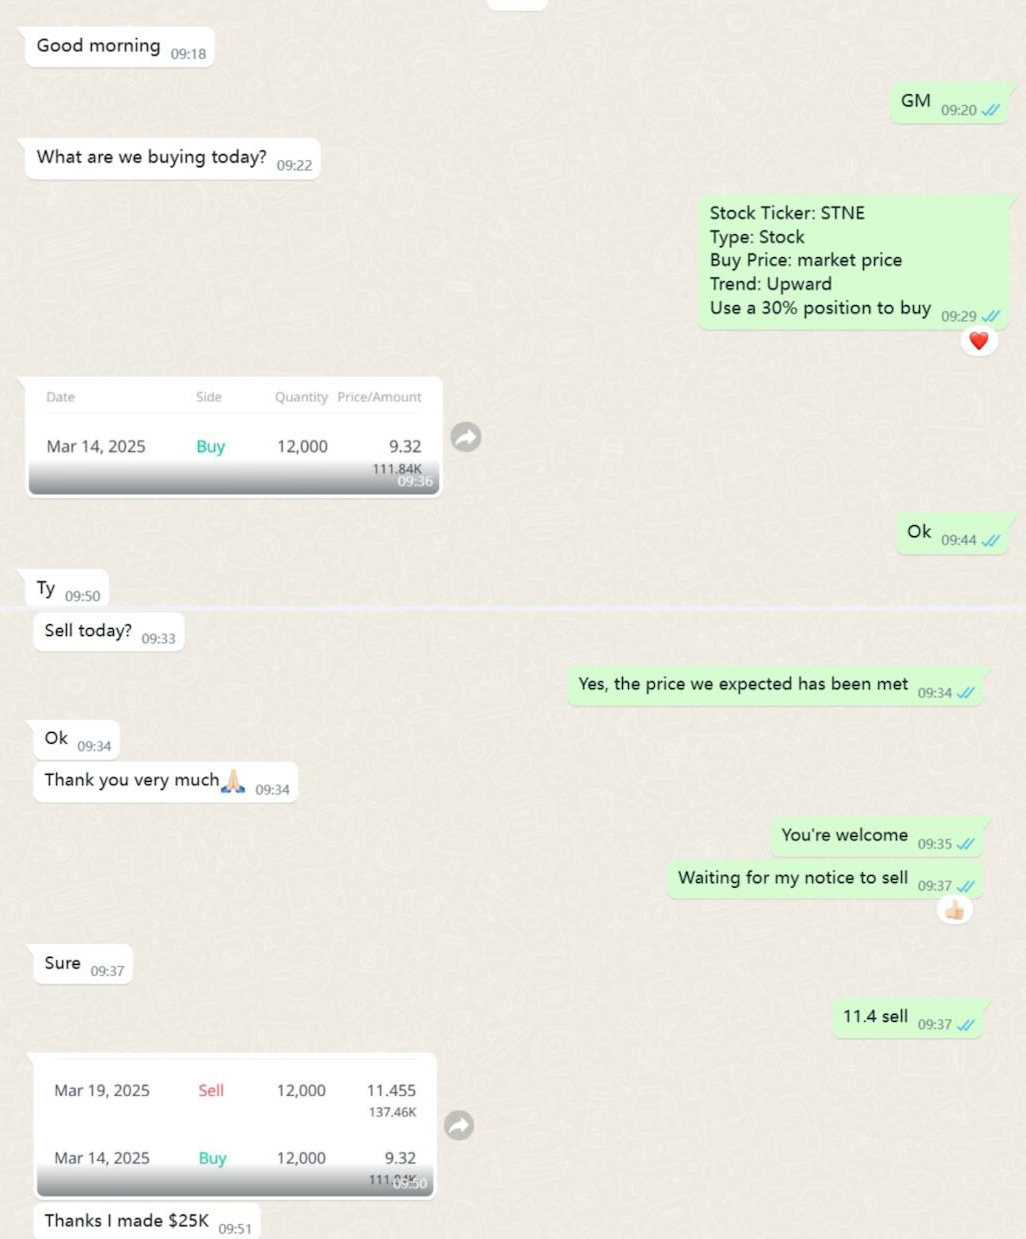 Good morning 09:18
GM 09:20
What are we buying today? 09:22
Stock Ticker: STNE
Type: Stock
Buy Price: market price
Trend: Upward
Use a 30% position to buy 09:29
Date Side Quantity Price/Amount
Mar 14, 2025 Buy 12,000 9.32
111.84K
09:36
Ok 09:44
Ty 09:50
Sell today? 09:33
Yes, the price we expected has been met 09:34
Ok 09:34
Thank you very much🙏🏻 09:34
You're welcome 09:35
Waiting for my notice to sell 09:37
Sure 09:37
11.4 sell 09:37
Mar 19, 2025 Sell 12,000 11.455
137.46K
Mar 14, 2025 Buy 12,000 9.32
111.84K
09:50
Thanks I made $25K 09:51